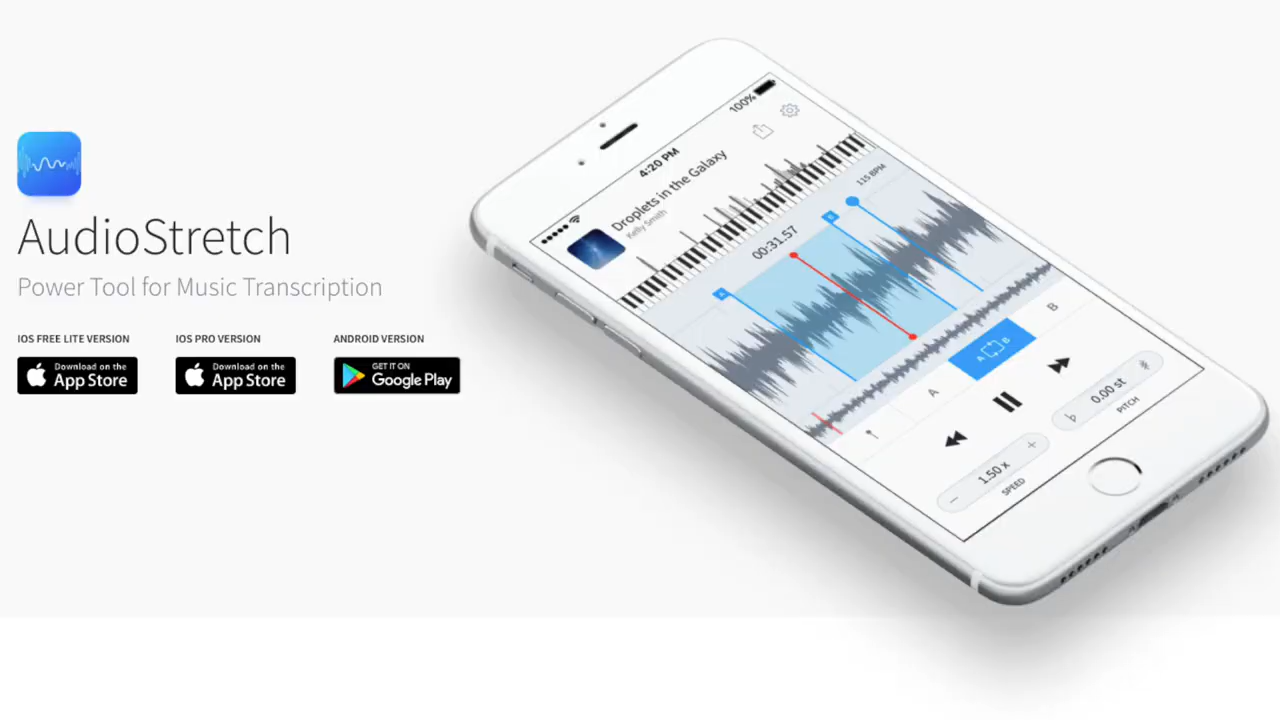 AudioStretch
Power Tool for Music Transcription
IOS FREE LITE VERSION
Download on the
App Store
IOS PRO VERSION
Download on the
App Store
ANDROID VERSION
GET IT ON
Google Play
4:20 PM
100%
Droplets in the Galaxy
Kelly Smith
115 BPM
00:31.57
A
B
A
A B
B
1.50 x
SPEED
♭ 0.00 st
PITCH